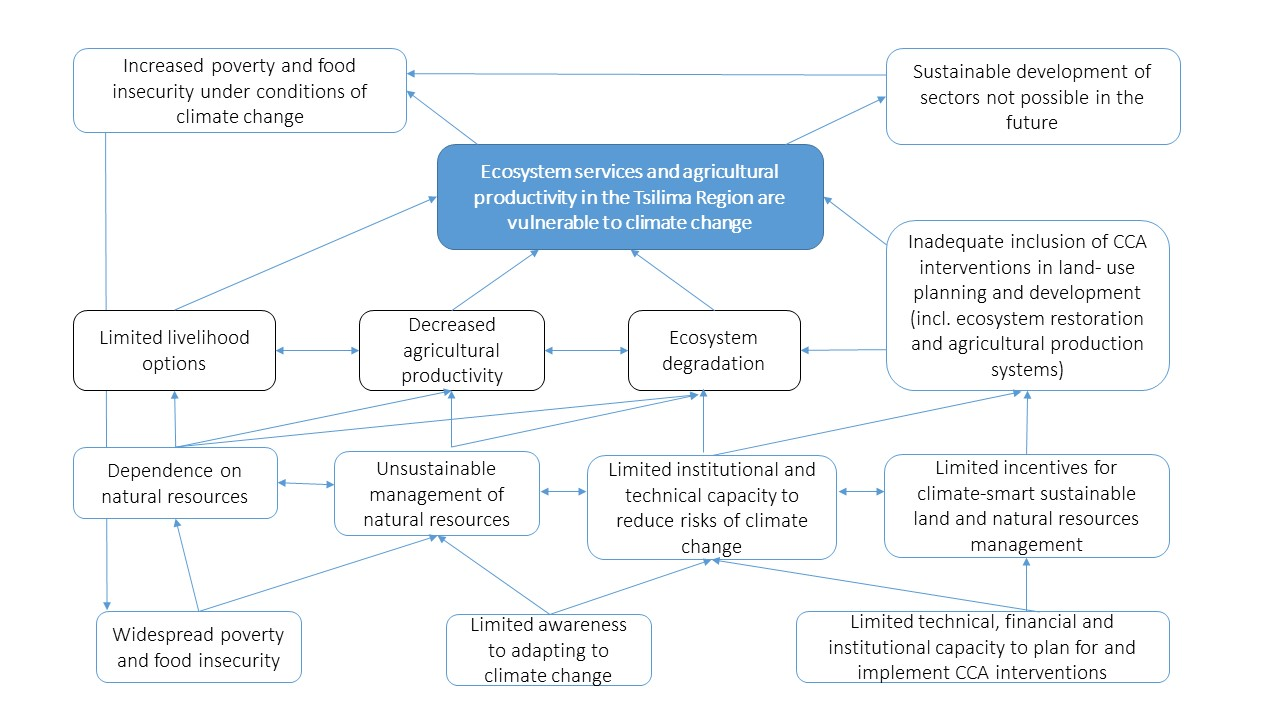 Increased poverty and food
insecurity under conditions of
climate change
Sustainable development of
sectors not possible in the
future
Ecosystem services and agricultural
productivity in the Tsilima Region are
vulnerable to climate change
Inadequate inclusion of CCA
interventions in land- use
planning and development
(incl. ecosystem restoration
and agricultural production
systems)
Limited livelihood
options
Decreased
agricultural
productivity
Ecosystem
degradation
Dependence on
natural resources
Unsustainable
management of
natural resources
Limited institutional and
technical capacity to
reduce risks of climate
change
Limited incentives for
climate-smart sustainable
land and natural resources
management
Widespread poverty
and food insecurity
Limited awareness
to adapting to
climate change
Limited technical, financial and
institutional capacity to plan for and
implement CCA interventions